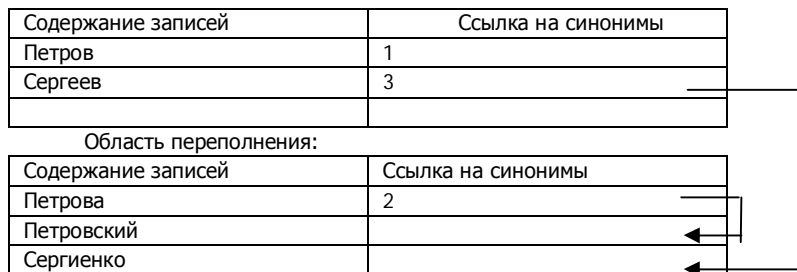 Содержание записей Ссылка на синонимы
Петров 1
Сергеев 3
Область переполнения:
Содержание записей Ссылка на синонимы
Петрова 2
Петровский
Сергиенко